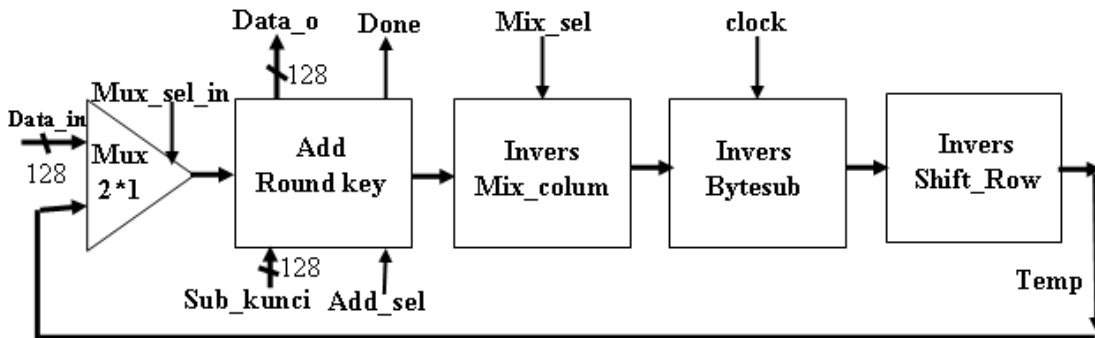 Data_o
Done
Mix_sel
clock
128
Mux_sel_in
Data_in
128
Mux
2*1
Add
Round key
Invers
Mix_colum
Invers
Bytesub
Invers
Shift_Row
128
Sub_kunci
Add_sel
Temp